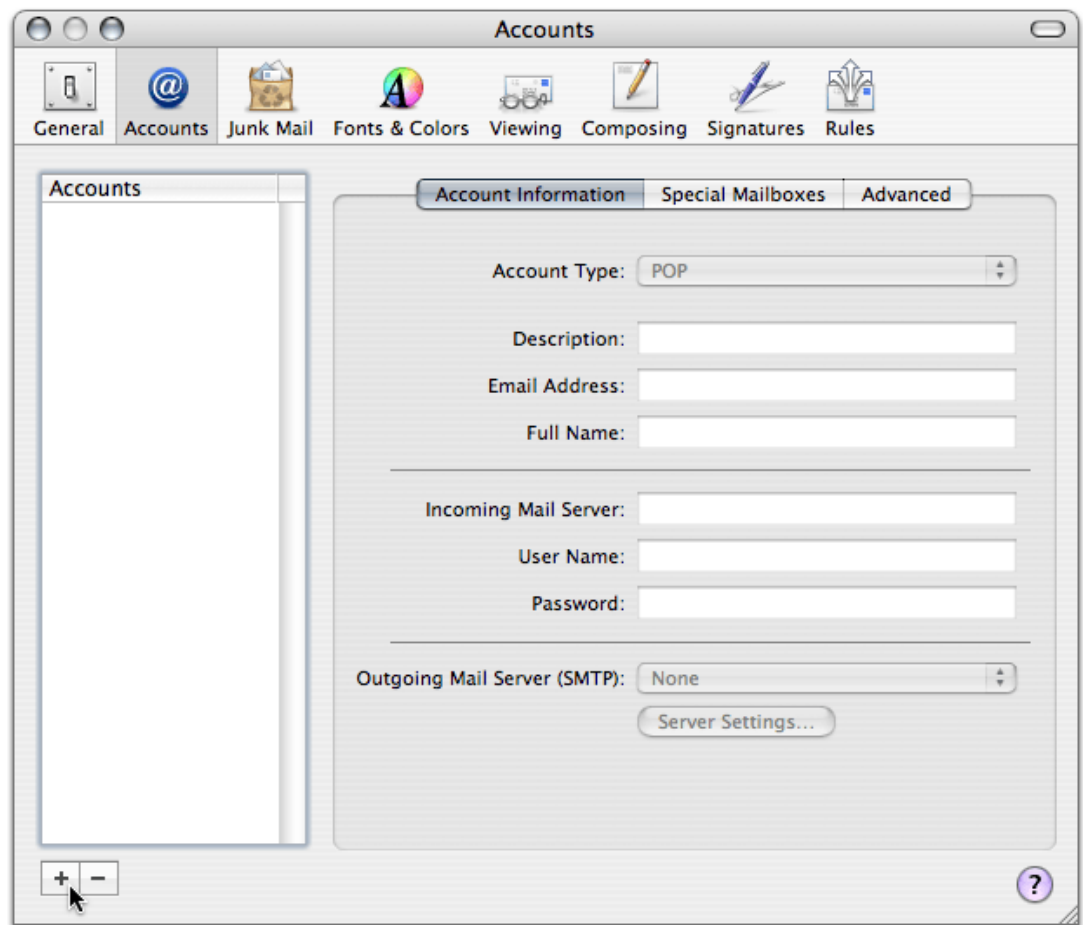 Accounts
General Accounts Junk Mail Fonts & Colors Viewing Composing Signatures Rules
Accounts
Account Information Special Mailboxes Advanced
Account Type: POP
Description:
Email Address:
Full Name:
Incoming Mail Server:
User Name:
Password:
Outgoing Mail Server (SMTP): None
Server Settings...
+ −
?